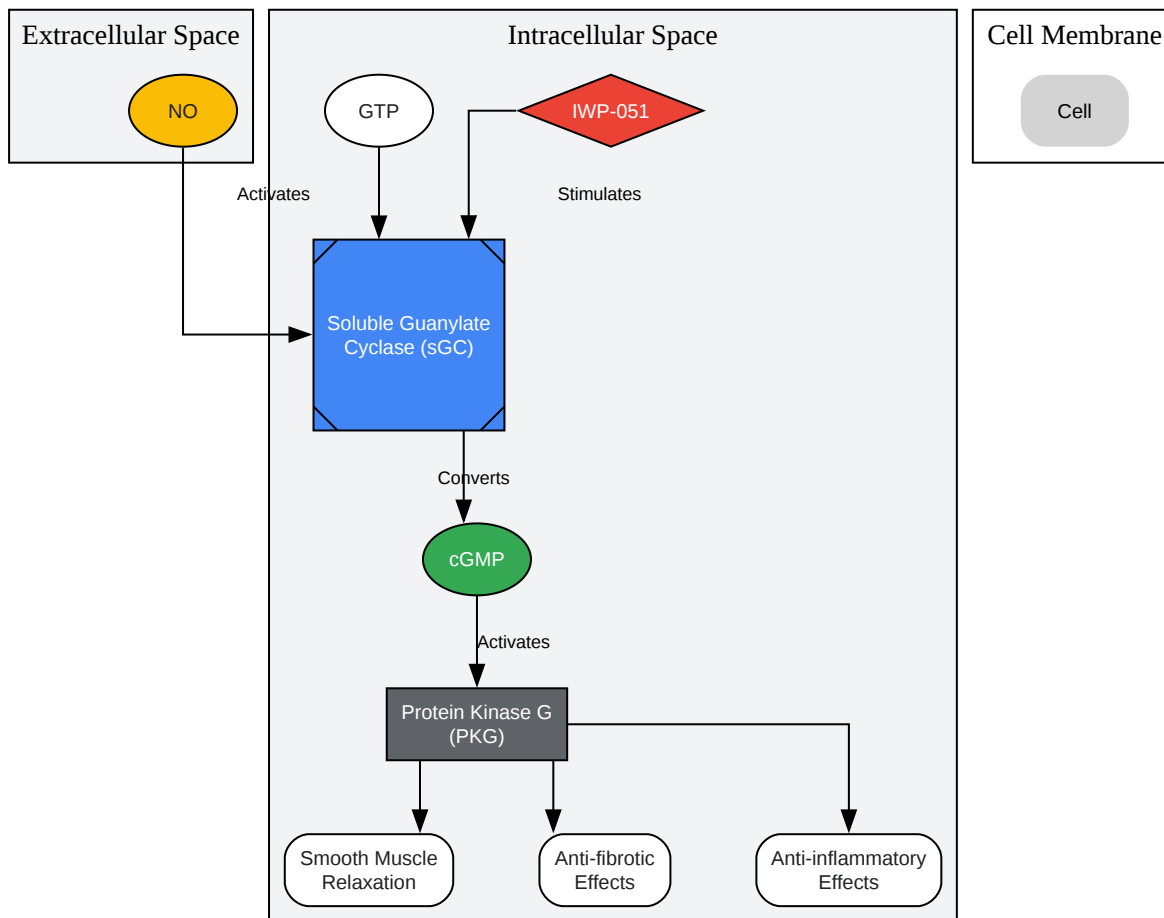 Extracellular Space
Intracellular Space
Cell Membrane
NO
GTP
IWP-051
Cell
Activates
Stimulates
Soluble Guanylate
Cyclase (sGC)
Converts
cGMP
Activates
Protein Kinase G
(PKG)
Smooth Muscle
Relaxation
Anti-fibrotic
Effects
Anti-inflammatory
Effects